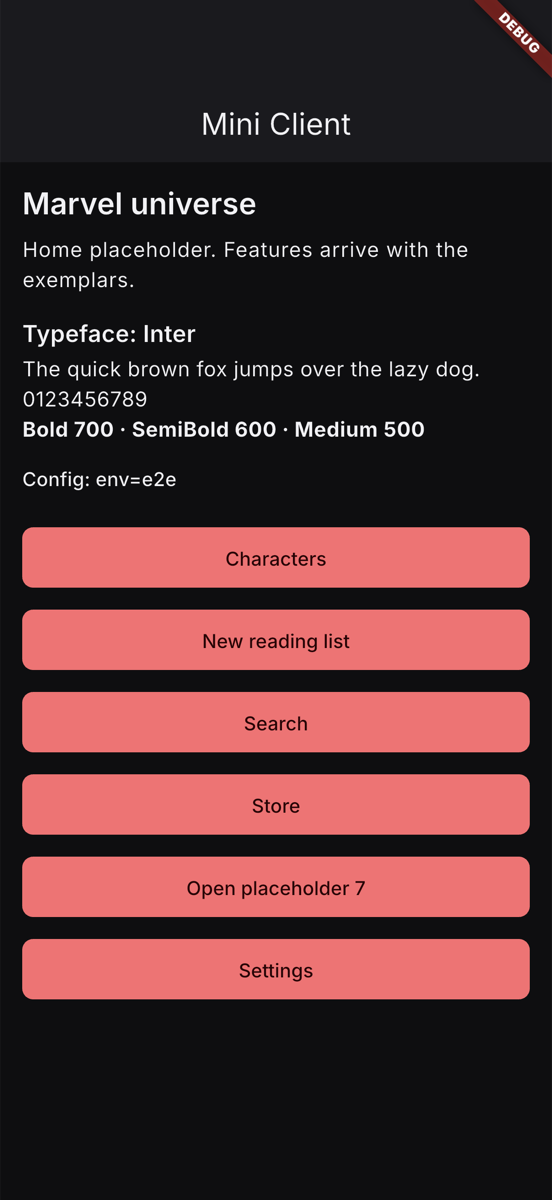 DEBUG
Mini Client
Marvel universe
Home placeholder. Features arrive with the
exemplars.
Typeface: Inter
The quick brown fox jumps over the lazy dog.
0123456789
Bold 700 · SemiBold 600 · Medium 500
Config: env=e2e
Characters
New reading list
Search
Store
Open placeholder 7
Settings